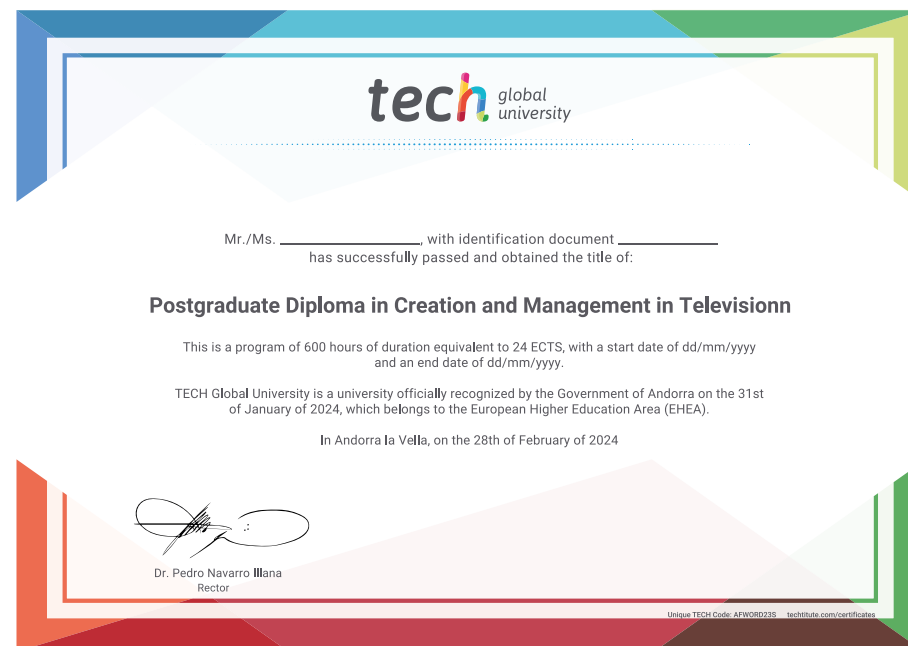 tech global university
Mr./Ms. ____________, with identification document ____________
has successfully passed and obtained the title of:
Postgraduate Diploma in Creation and Management in Televisionn
This is a program of 600 hours of duration equivalent to 24 ECTS, with a start date of dd/mm/yyyy
and an end date of dd/mm/yyyy.
TECH Global University is a university officially recognized by the Government of Andorra on the 31st
of January of 2024, which belongs to the European Higher Education Area (EHEA).
In Andorra la Vella, on the 28th of February of 2024
Dr. Pedro Navarro Illana
Rector
Unique TECH Code: AFWORD23S techtitute.com/certificates